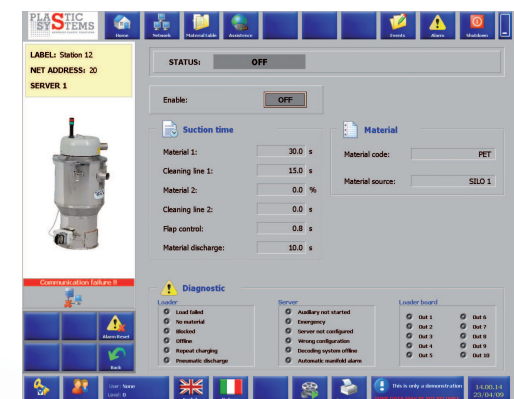 PLASTIC SYSTEMS
Home
Network
Material table
Assistance
Events
Alarm
Shutdown
LABEL: Station 12
NET ADDRESS: 20
SERVER 1
STATUS: OFF
Enable: OFF
Suction time
Material 1: 30.0 s
Cleaning line 1: 15.0 s
Material 2: 0.0 %
Cleaning line 2: 0.0 s
Flap control: 0.8 s
Material discharge: 10.0 s
Material
Material code: PET
Material source: SILO 1
Communication failure !!
Alarm Reset
Back
Diagnostic
Loader
Load failed
No material
Blocked
Offline
Repeat charging
Pneumatic discharge
Server
Auxiliary not started
Emergency
Server not configured
Wrong configuration
Decoding system offline
Automatic manifold alarm
Loader board
Out 1
Out 2
Out 3
Out 4
Out 5
Out 6
Out 7
Out 8
Out 9
Out 10
User : None
Level : 0
This is only a demonstration
14.00.14
23/04/09